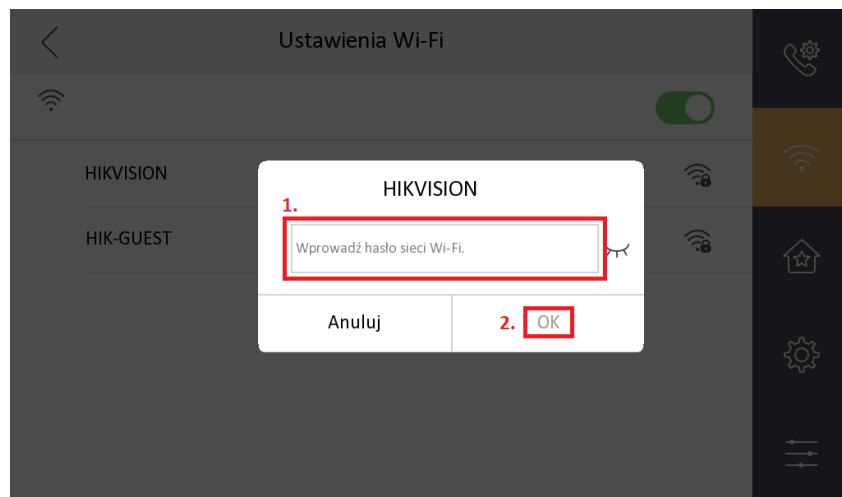 Ustawienia Wi-Fi
HIKVISION
HIK-GUEST
HIKVISION
1.
Wprowadź hasło sieci Wi-Fi.
Anuluj
2. OK